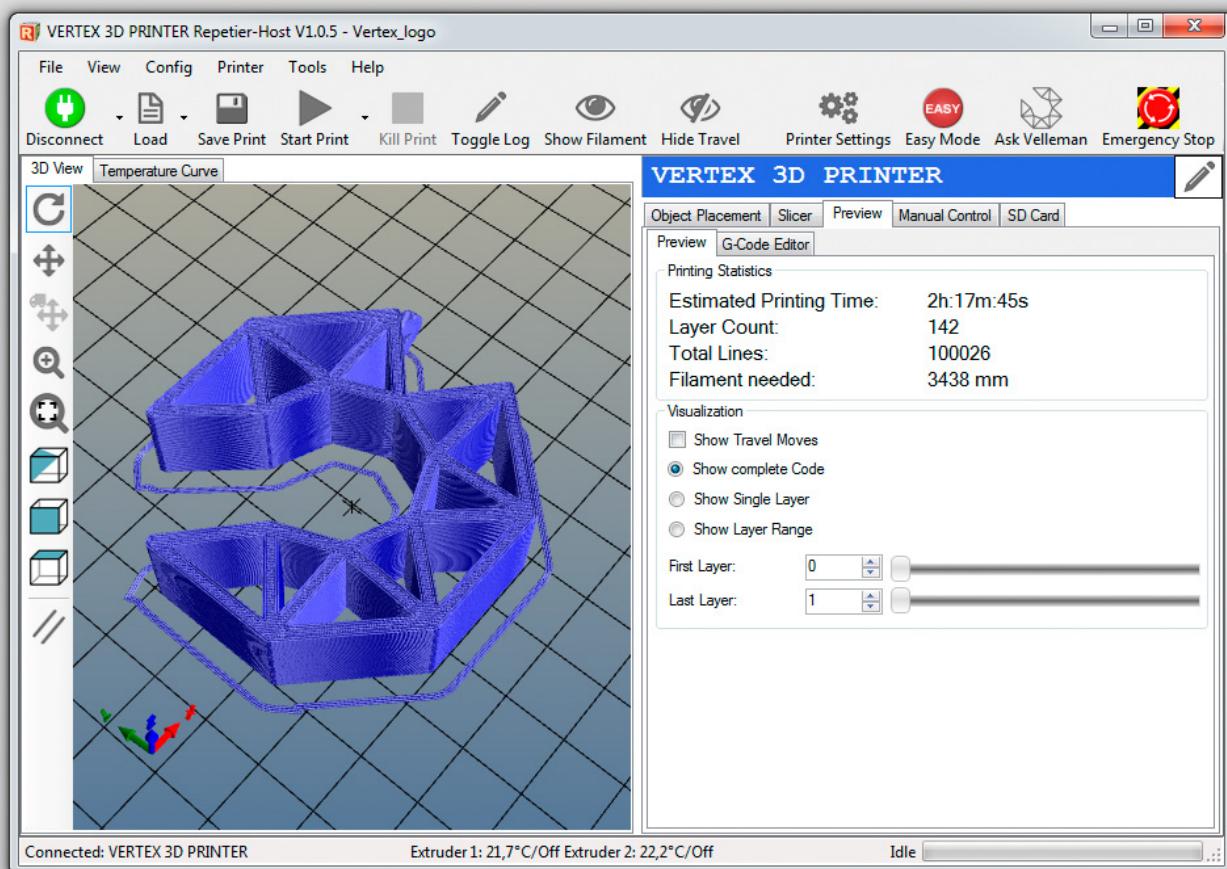 VERTEX 3D PRINTER Repetier-Host V1.0.5 - Vertex_logo
File View Config Printer Tools Help
Disconnect Load Save Print Start Print Kill Print Toggle Log Show Filament Hide Travel Printer Settings EASY Easy Mode Ask Velleman Emergency Stop
3D View Temperature Curve
VERTEX 3D PRINTER
Object Placement Slicer Preview Manual Control SD Card
Preview G-Code Editor
Printing Statistics
Estimated Printing Time: 2h:17m:45s
Layer Count: 142
Total Lines: 100026
Filament needed: 3438 mm
Visualization
Show Travel Moves
Show complete Code
Show Single Layer
Show Layer Range
First Layer: 0
Last Layer: 1
Connected: VERTEX 3D PRINTER Extruder 1: 21,7°C/Off Extruder 2: 22,2°C/Off Idle